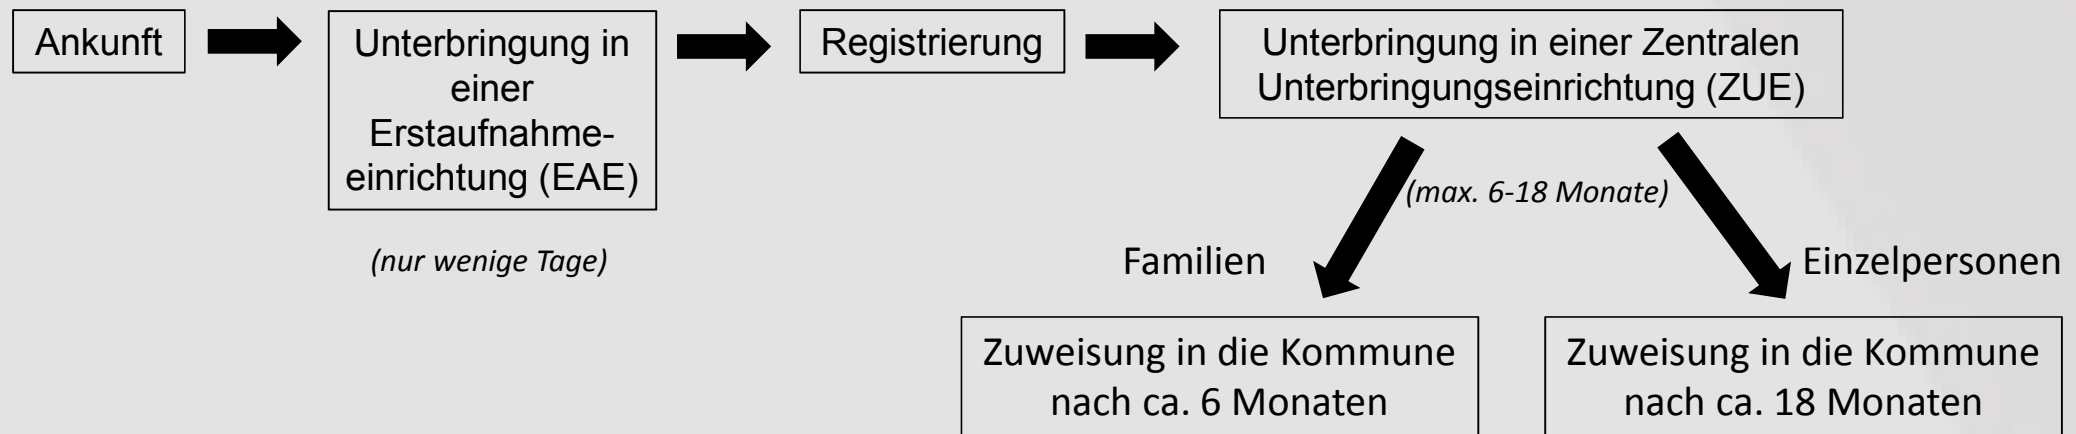 Ankunft
Unterbringung in
einer
Erstaufnahme-
einrichtung (EAE)
(nur wenige Tage)
Registrierung
Unterbringung in einer Zentralen
Unterbringungseinrichtung (ZUE)
(max. 6-18 Monate)
Familien
Einzelpersonen
Zuweisung in die Kommune
nach ca. 6 Monaten
Zuweisung in die Kommune
nach ca. 18 Monaten